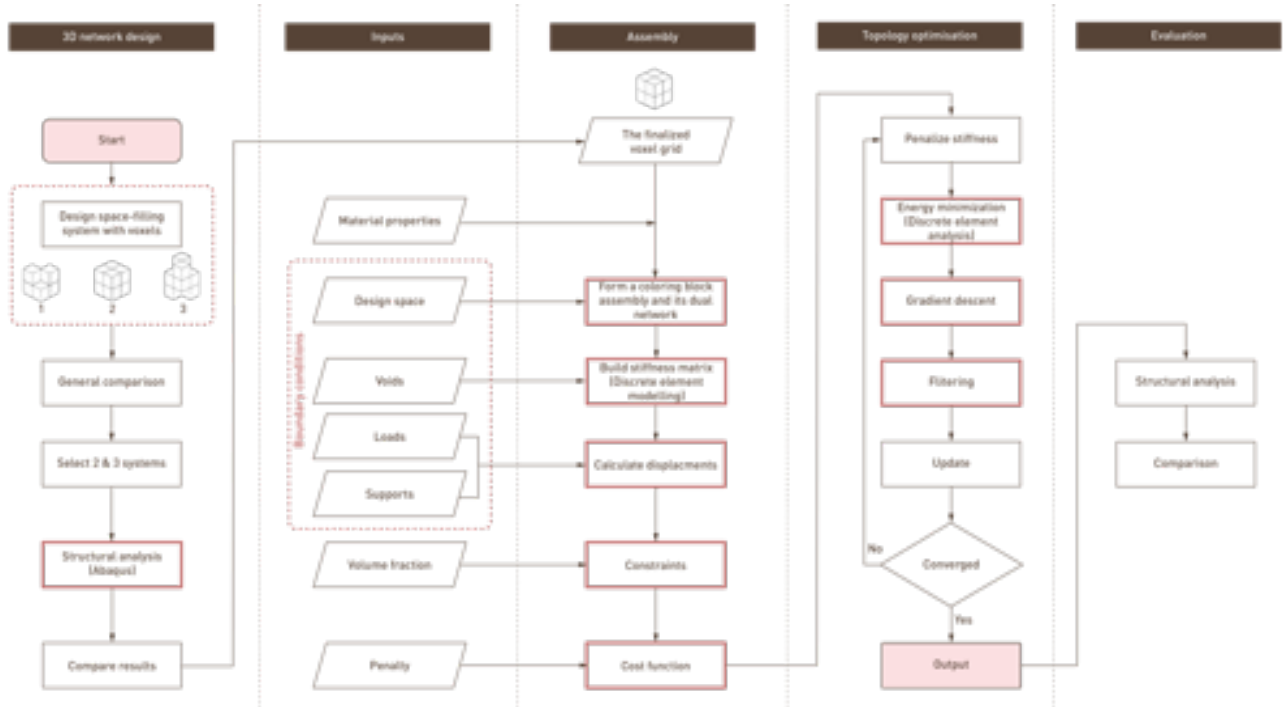 3D network design
Inputs
Assembly
Topology optimisation
Evaluation
Start
Design space-filling
system with voxels
1
2
3
General comparison
Select 2 & 3 systems
Structural analysis
(Abaqus)
Compare results
Material properties
Boundary conditions
Design space
Voids
Loads
Supports
Volume fraction
Penalty
The finalized
voxel grid
Form a coloring block
assembly and its dual
network
Build stiffness matrix
(Discrete element
modelling)
Calculate displacments
Constraints
Cost function
Penalize stiffness
Energy minimization
(Discrete element
analysis)
Gradient descent
Flitering
Update
No
Converged
Yes
Output
Structural analysis
Comparison